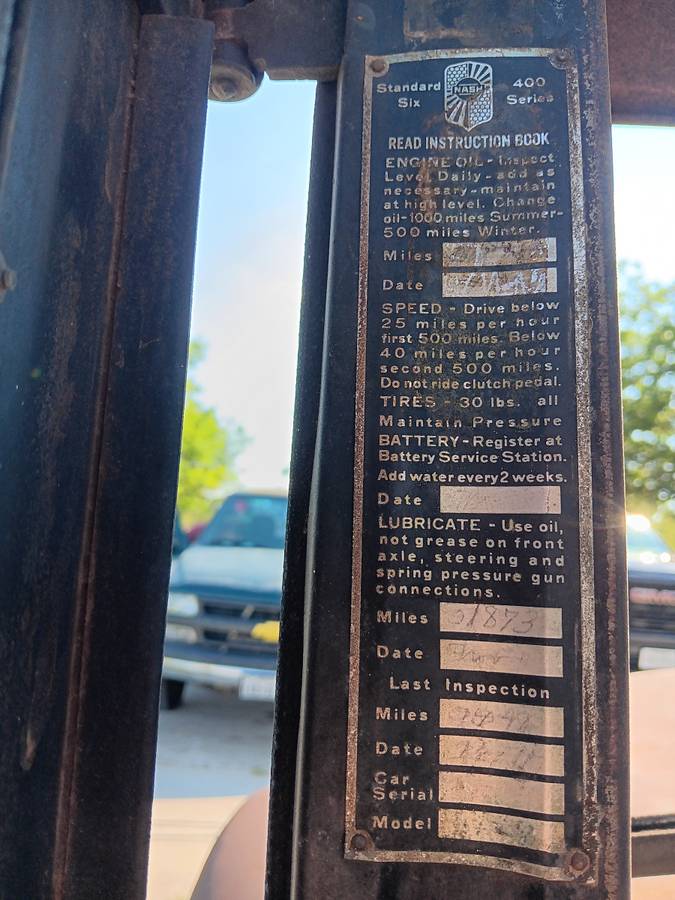 Standard Six
NASH
400 Series
READ INSTRUCTION BOOK
ENGINE OIL - Inspect
Level Daily - add as
necessary - maintain
at high level. Change
oil-1000 miles Summer-
500 miles Winter.
Miles
Date
SPEED - Drive below
25 miles per hour
first 500 miles. Below
40 miles per hour
second 500 miles.
Do not ride clutch pedal.
TIRES - 30 lbs. all
Maintain Pressure
BATTERY - Register at
Battery Service Station.
Add water every 2 weeks.
Date
LUBRICATE - Use oil,
not grease on front
axle, steering and
spring pressure gun
connections.
Miles 31873
Date
Last Inspection
Miles
Date
Car Serial
Model